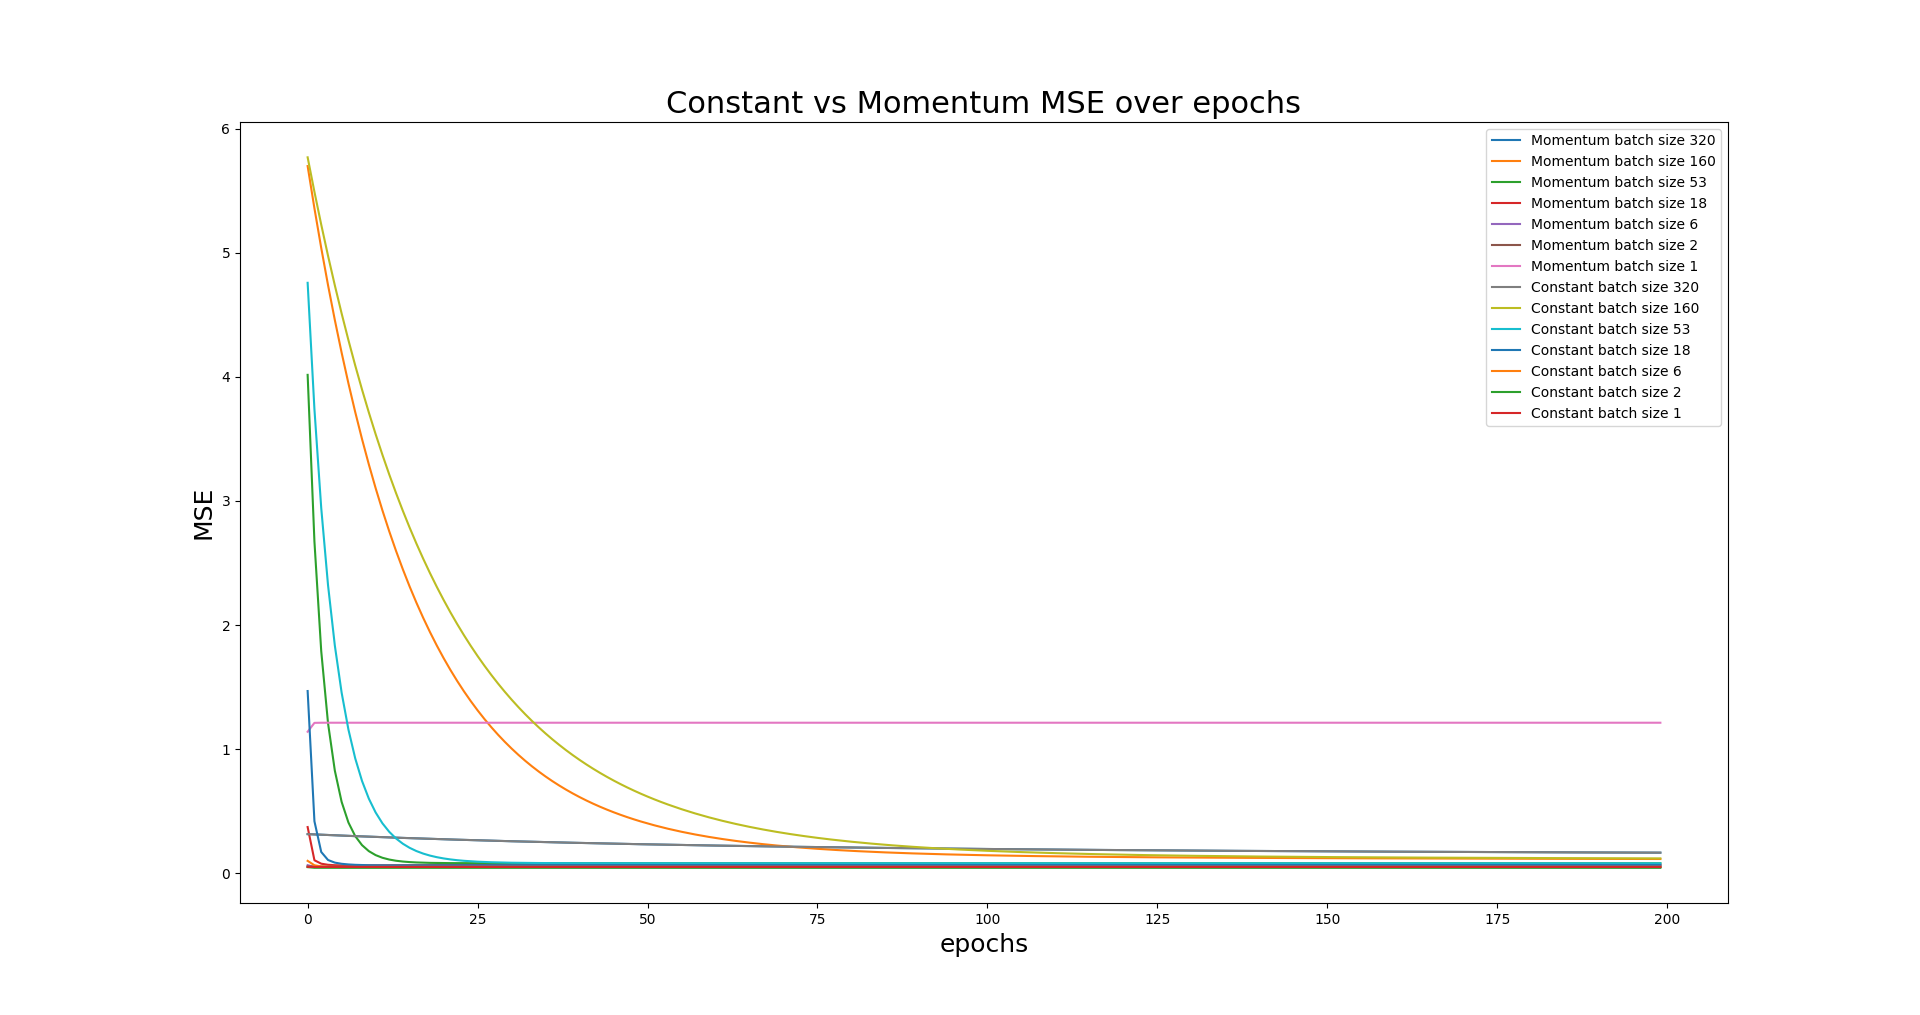 Constant vs Momentum MSE over epochs
6
5
4
3
2
1
0
MSE
Momentum batch size 320
Momentum batch size 160
Momentum batch size 53
Momentum batch size 18
Momentum batch size 6
Momentum batch size 2
Momentum batch size 1
Constant batch size 320
Constant batch size 160
Constant batch size 53
Constant batch size 18
Constant batch size 6
Constant batch size 2
Constant batch size 1
0 25 50 75 100 125 150 175 200
epochs